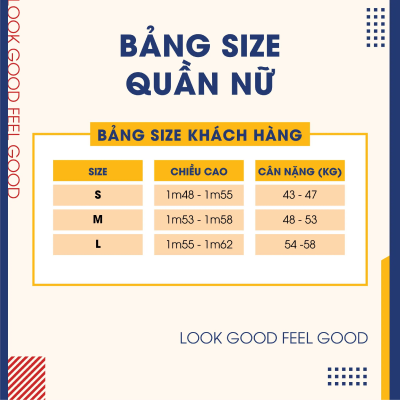 LOOK GOOD FEEL GOOD
BẢNG SIZE
QUẦN NỮ
BẢNG SIZE KHÁCH HÀNG
SIZE CHIỀU CAO CÂN NẶNG (KG)
S 1m48 - 1m55 43 - 47
M 1m53 - 1m58 48 - 53
L 1m55 - 1m62 54 -58
LOOK GOOD FEEL GOOD